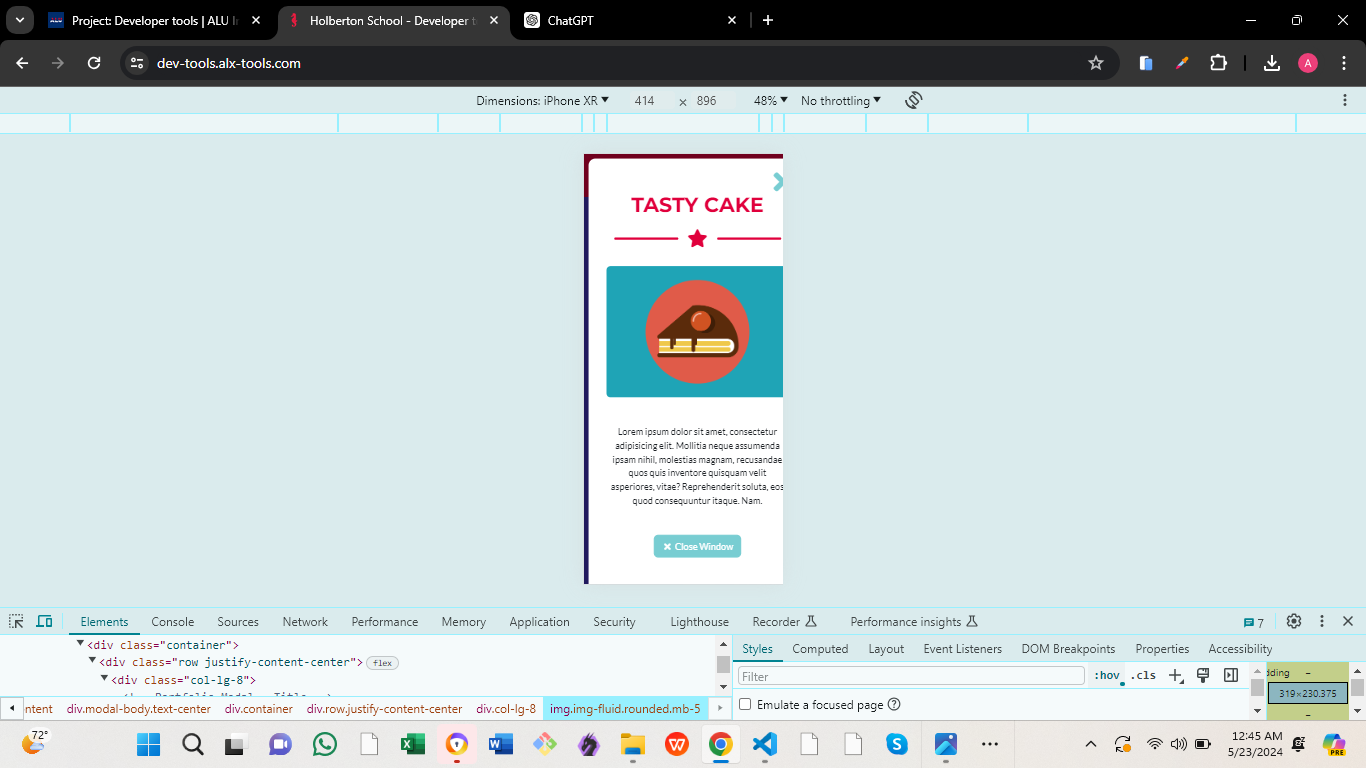 Project: Developer tools | ALU In
Holberton School - Developer t
ChatGPT
dev-tools.alx-tools.com
A
Dimensions: iPhone XR
414 × 896
48%
No throttling
TASTY CAKE
Lorem ipsum dolor sit amet, consectetur
adipisicing elit. Mollitia neque assumenda
ipsam nihil, molestias magnam, recusandae
quos quis inventore quisquam velit
asperiores, vitae? Reprehenderit soluta, eos
quod consequuntur itaque. Nam.
Close Window
Elements Console Sources Network Performance Memory Application Security Lighthouse Recorder Performance insights 7
<div class="container">
<div class="row justify-content-center"> flex
<div class="col-lg-8">
ntent div.modal-body.text-center div.container div.row.justify-content-center div.col-lg-8 img.img-fluid.rounded.mb-5
Styles Computed Layout Event Listeners DOM Breakpoints Properties Accessibility
Filter
:hov .cls
Emulate a focused page
dding –
319×230.375
–
72°
12:45 AM
5/23/2024
PRE